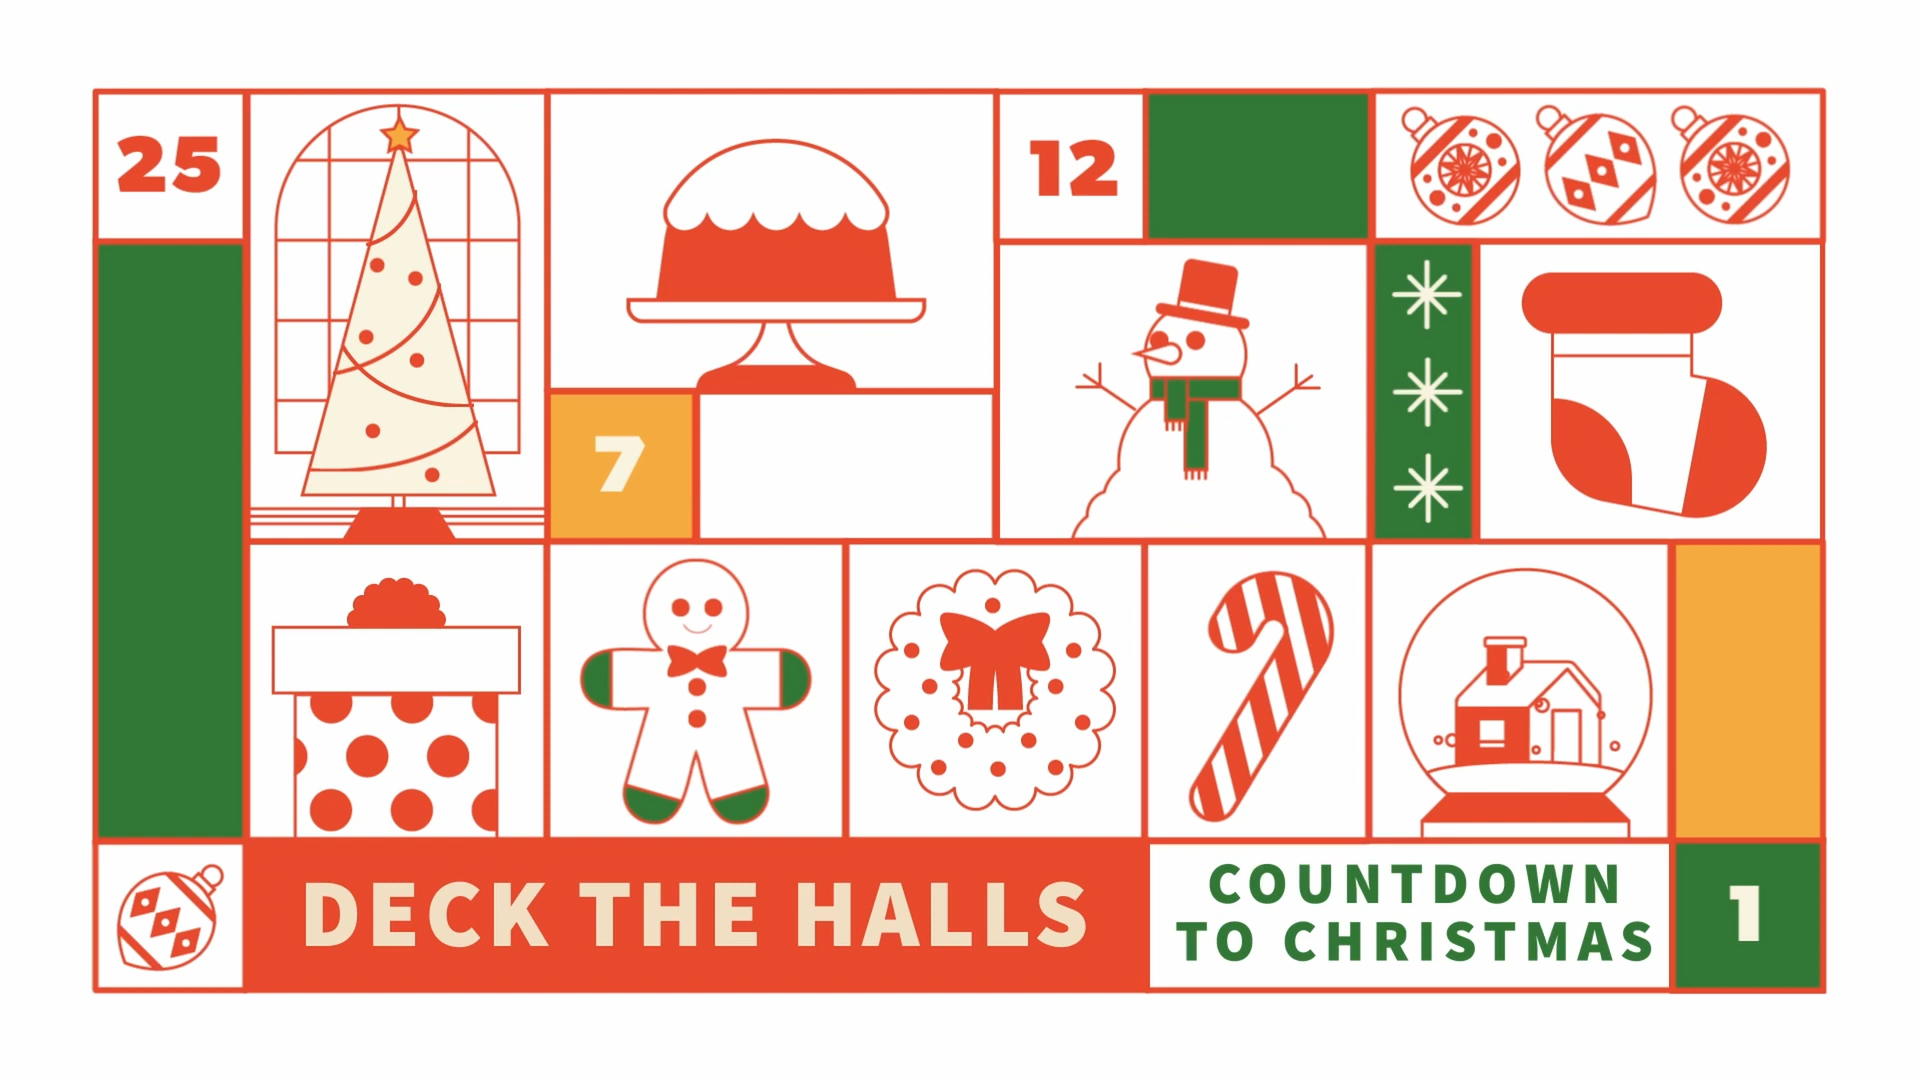 25
12
7
DECK THE HALLS
COUNTDOWN
TO CHRISTMAS
1